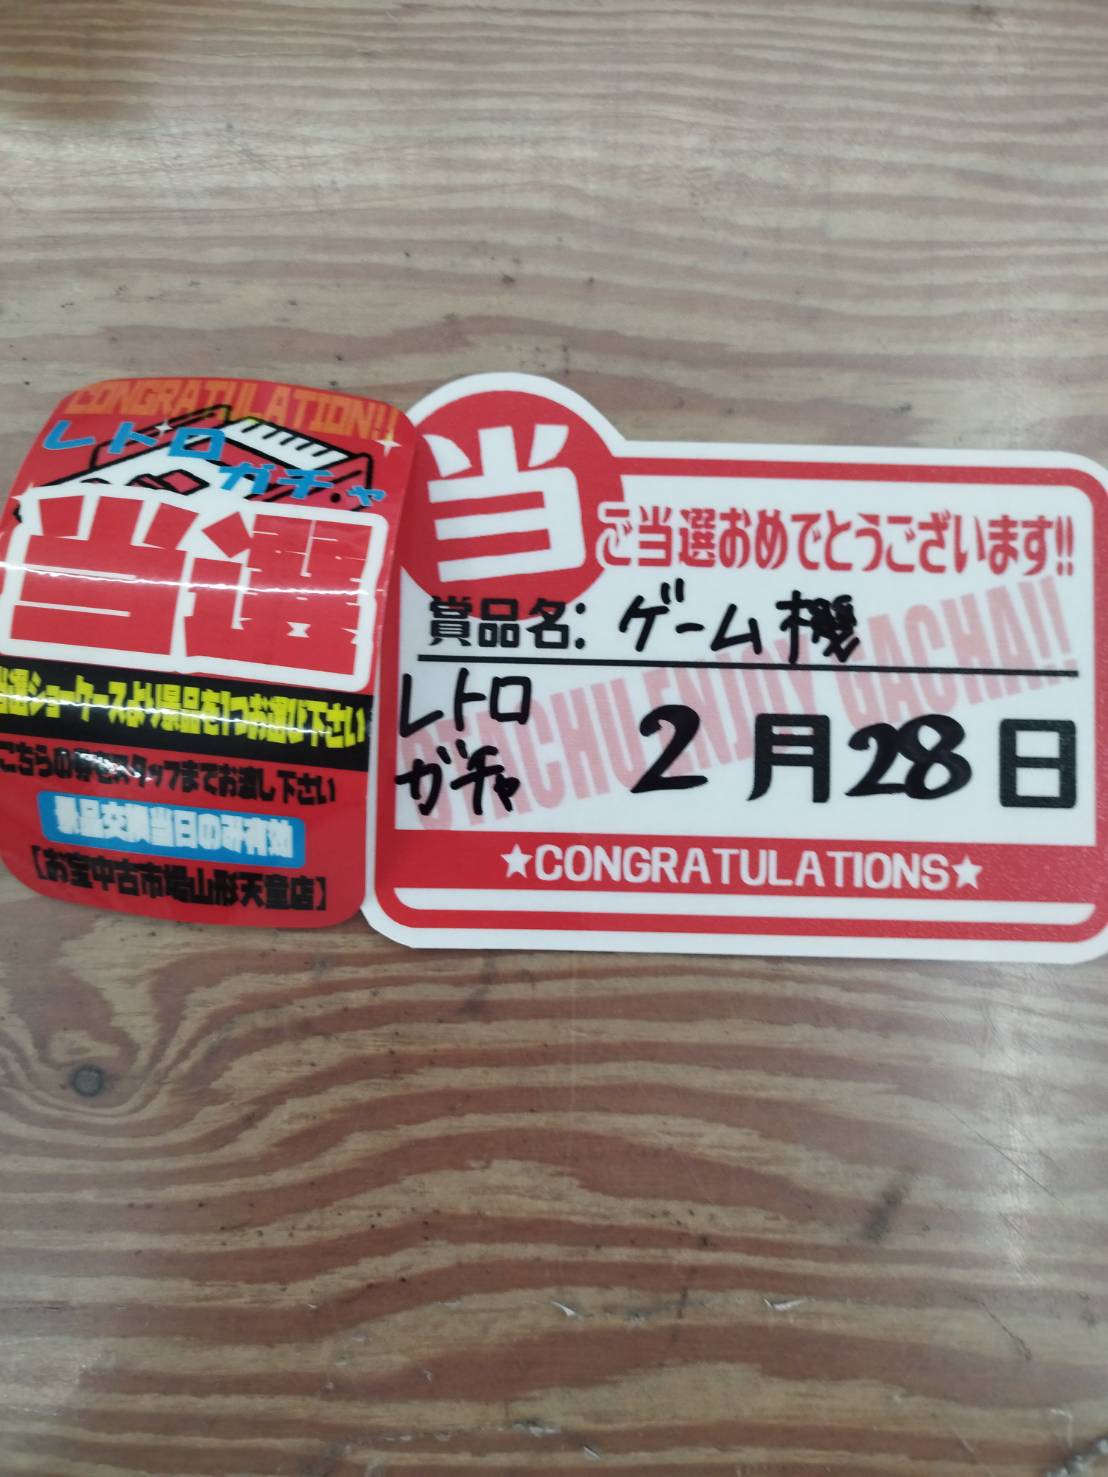 CONGRATULATION!!
レトロ
ガチャ
当選
当選ショーケースより景品を1つお選び下さい
こちらの券をスタッフまでお渡し下さい
景品交換当日のみ有効
【お宝中古市場山形天童店】
当
ご当選おめでとうございます!!
賞品名: ゲーム機
レトロ
ガチャ
2月28日
GACHA!! ENJOY GACHA!!
★CONGRATULATIONS★